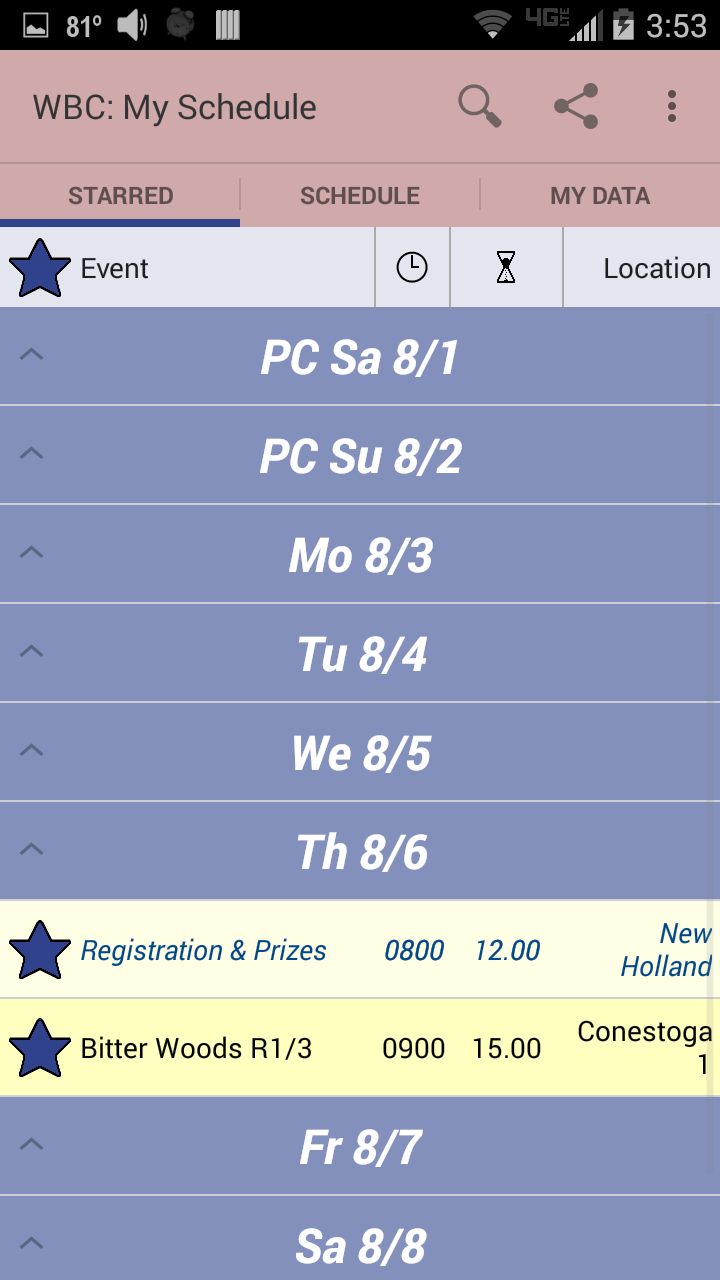 81° 4G LTE 3:53
WBC: My Schedule
STARRED SCHEDULE MY DATA
Event Location
PC Sa 8/1
PC Su 8/2
Mo 8/3
Tu 8/4
We 8/5
Th 8/6
Registration & Prizes 0800 12.00 New
Holland
Bitter Woods R1/3 0900 15.00 Conestoga
1
Fr 8/7
Sa 8/8